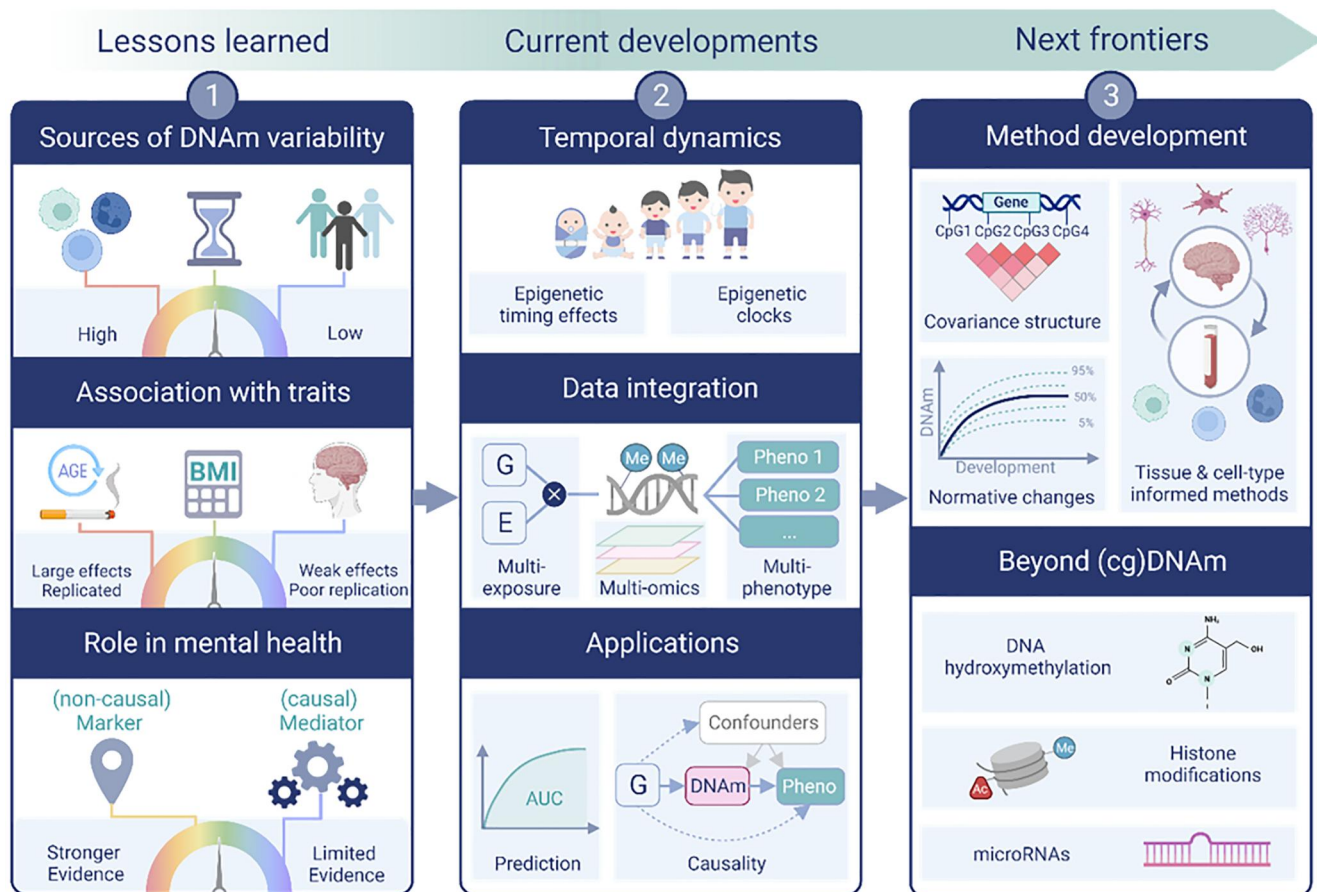 Lessons learned
Current developments
Next frontiers
1
Sources of DNAm variability
High
Low
Association with traits
AGE
BMI
Large effects
Replicated
Weak effects
Poor replication
Role in mental health
(non-causal)
Marker
(causal)
Mediator
Stronger
Evidence
Limited
Evidence
2
Temporal dynamics
Epigenetic
timing effects
Epigenetic
clocks
Data integration
G
E
Me
Me
Pheno 1
Pheno 2
...
Multi-
exposure
Multi-omics
Multi-
phenotype
Applications
AUC
Prediction
Confounders
G
DNAm
Pheno
Causality
3
Method development
Gene
CpG1 CpG2 CpG3 CpG4
Covariance structure
DNAm
95%
50%
5%
Development
Normative changes
Tissue & cell-type
informed methods
Beyond (cg)DNAm
DNA
hydroxymethylation
NH₂
N
OH
O
N
I
Me
Ac
Histone
modifications
microRNAs